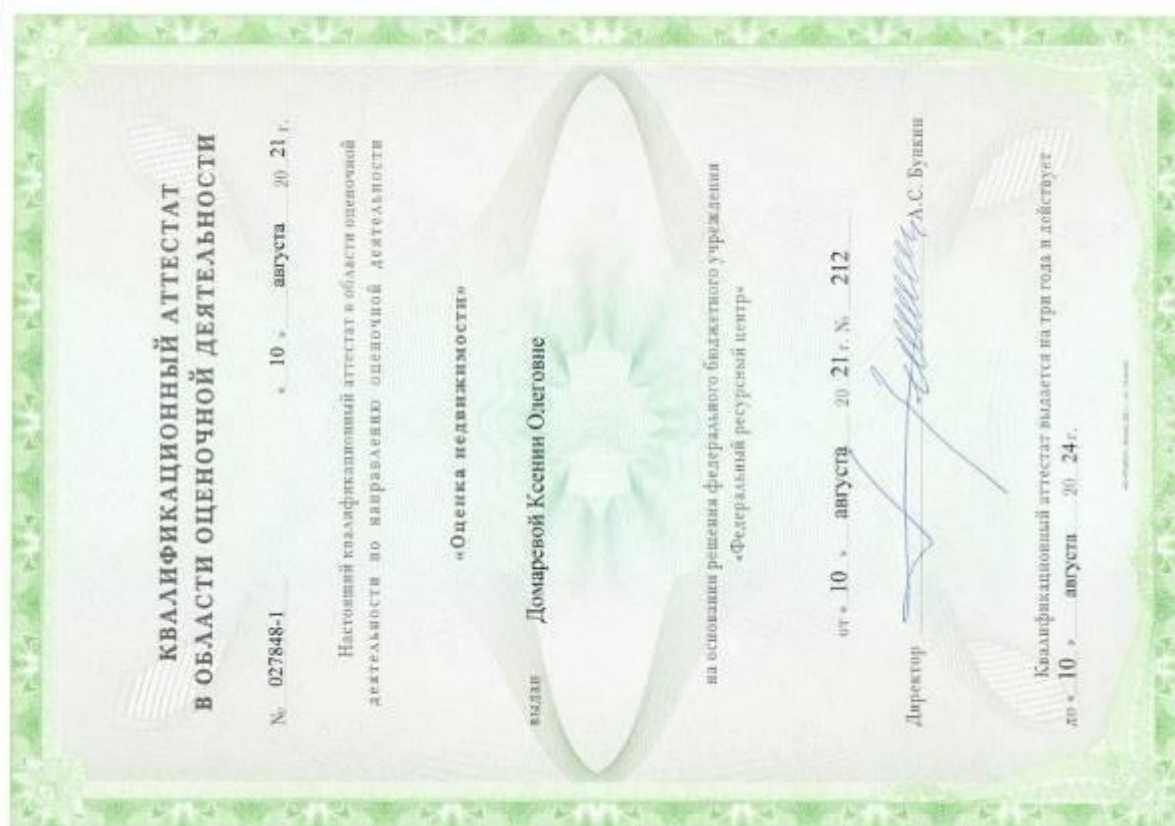 КВАЛИФИКАЦИОННЫЙ АТТЕСТАТ
В ОБЛАСТИ ОЦЕНОЧНОЙ ДЕЯТЕЛЬНОСТИ
№ 027848-1 « 10 » августа 20 21 г.
Настоящий квалификационный аттестат в области оценочной
деятельности по направлению оценочной деятельности
«Оценка недвижимости»
выдан Домаревой Ксении Олеговне
на основании решения федерального бюджетного учреждения
«Федеральный ресурсный центр»
от « 10 » августа 20 21 г. № 212
Директор А.С. Бункин
Квалификационный аттестат выдается на три года и действует
до « 10 » августа 20 24 г.